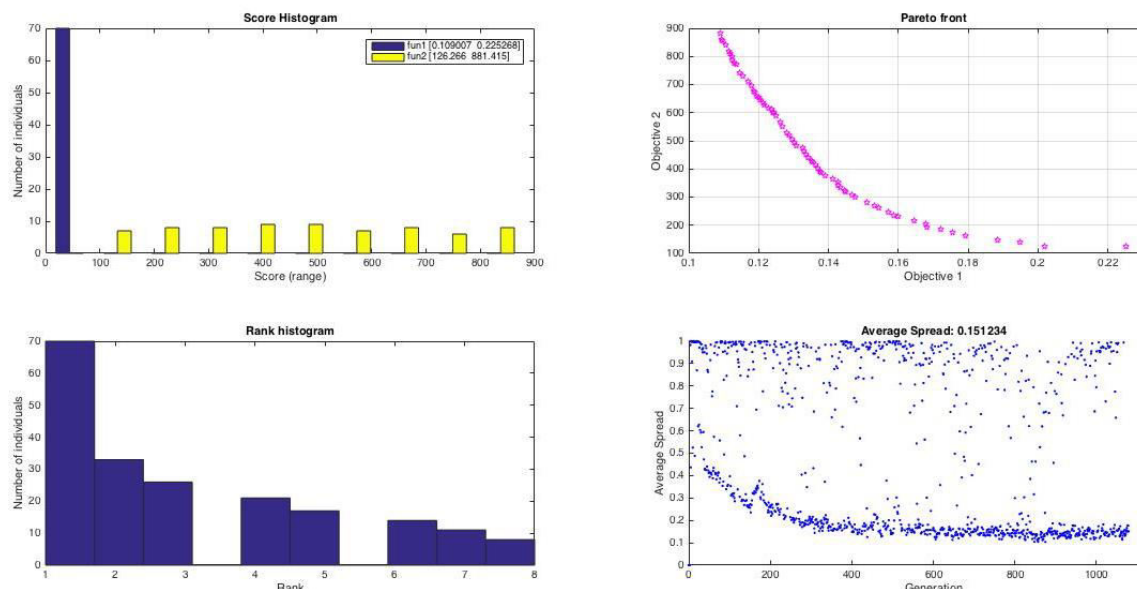 Score Histogram
Number of individuals
70
60
50
40
30
20
10
0
fun1 [0.109007 0.225268]
fun2 [126.266 881.415]
0 100 200 300 400 500 600 700 800 900
Score (range)
Pareto front
Objective 2
900
800
700
600
500
400
300
200
100
0.1 0.12 0.14 0.16 0.18 0.2 0.22
Objective 1
Rank histogram
Number of individuals
70
60
50
40
30
20
10
0
1 2 3 4 5 6 7 8
Rank
Average Spread: 0.151234
Average Spread
1
0.9
0.8
0.7
0.6
0.5
0.4
0.3
0.2
0.1
0
0 200 400 600 800 1000
Generation